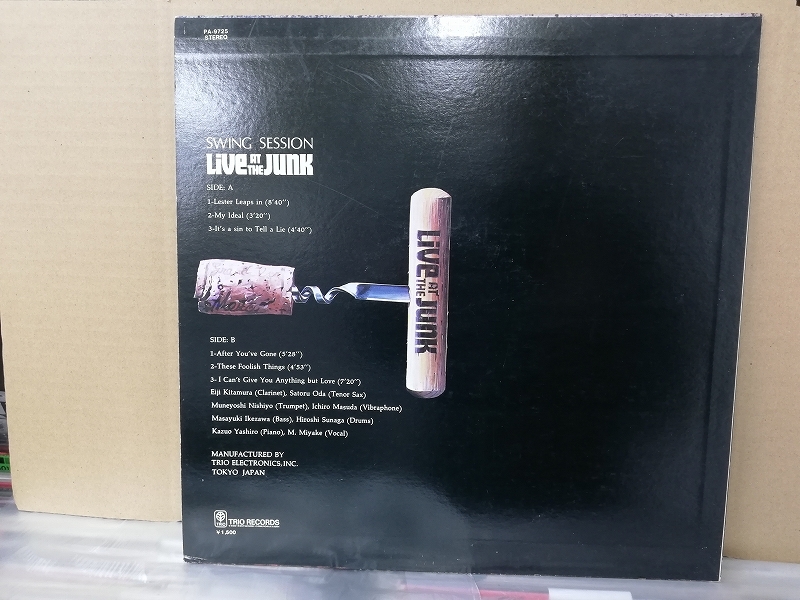 PA-9725
STEREO
SWING SESSION
LIVE AT THE JUNK
SIDE: A
1-Lester Leaps in (8'40")
2-My Ideal (3'20")
3-It's a sin to Tell a Lie (4'40")
LIVE AT THE JUNK
SIDE: B
1-After You've Gone (5'28")
2-These Foolish Things (4'53")
3-I Can't Give You Anything but Love (7'20")
Eiji Kitamura (Clarinet), Satoru Oda (Tenor Sax)
Muneyoshi Nishiyo (Trumpet), Ichiro Masuda (Vibraphone)
Masayuki Ikezawa (Bass), Hiroshi Sunaga (Drums)
Kazuo Yashiro (Piano), M. Miyake (Vocal)
MANUFACTURED BY
TRIO ELECTRONICS, INC.
TOKYO JAPAN
TRIO
TRIO RECORDS
¥1,500